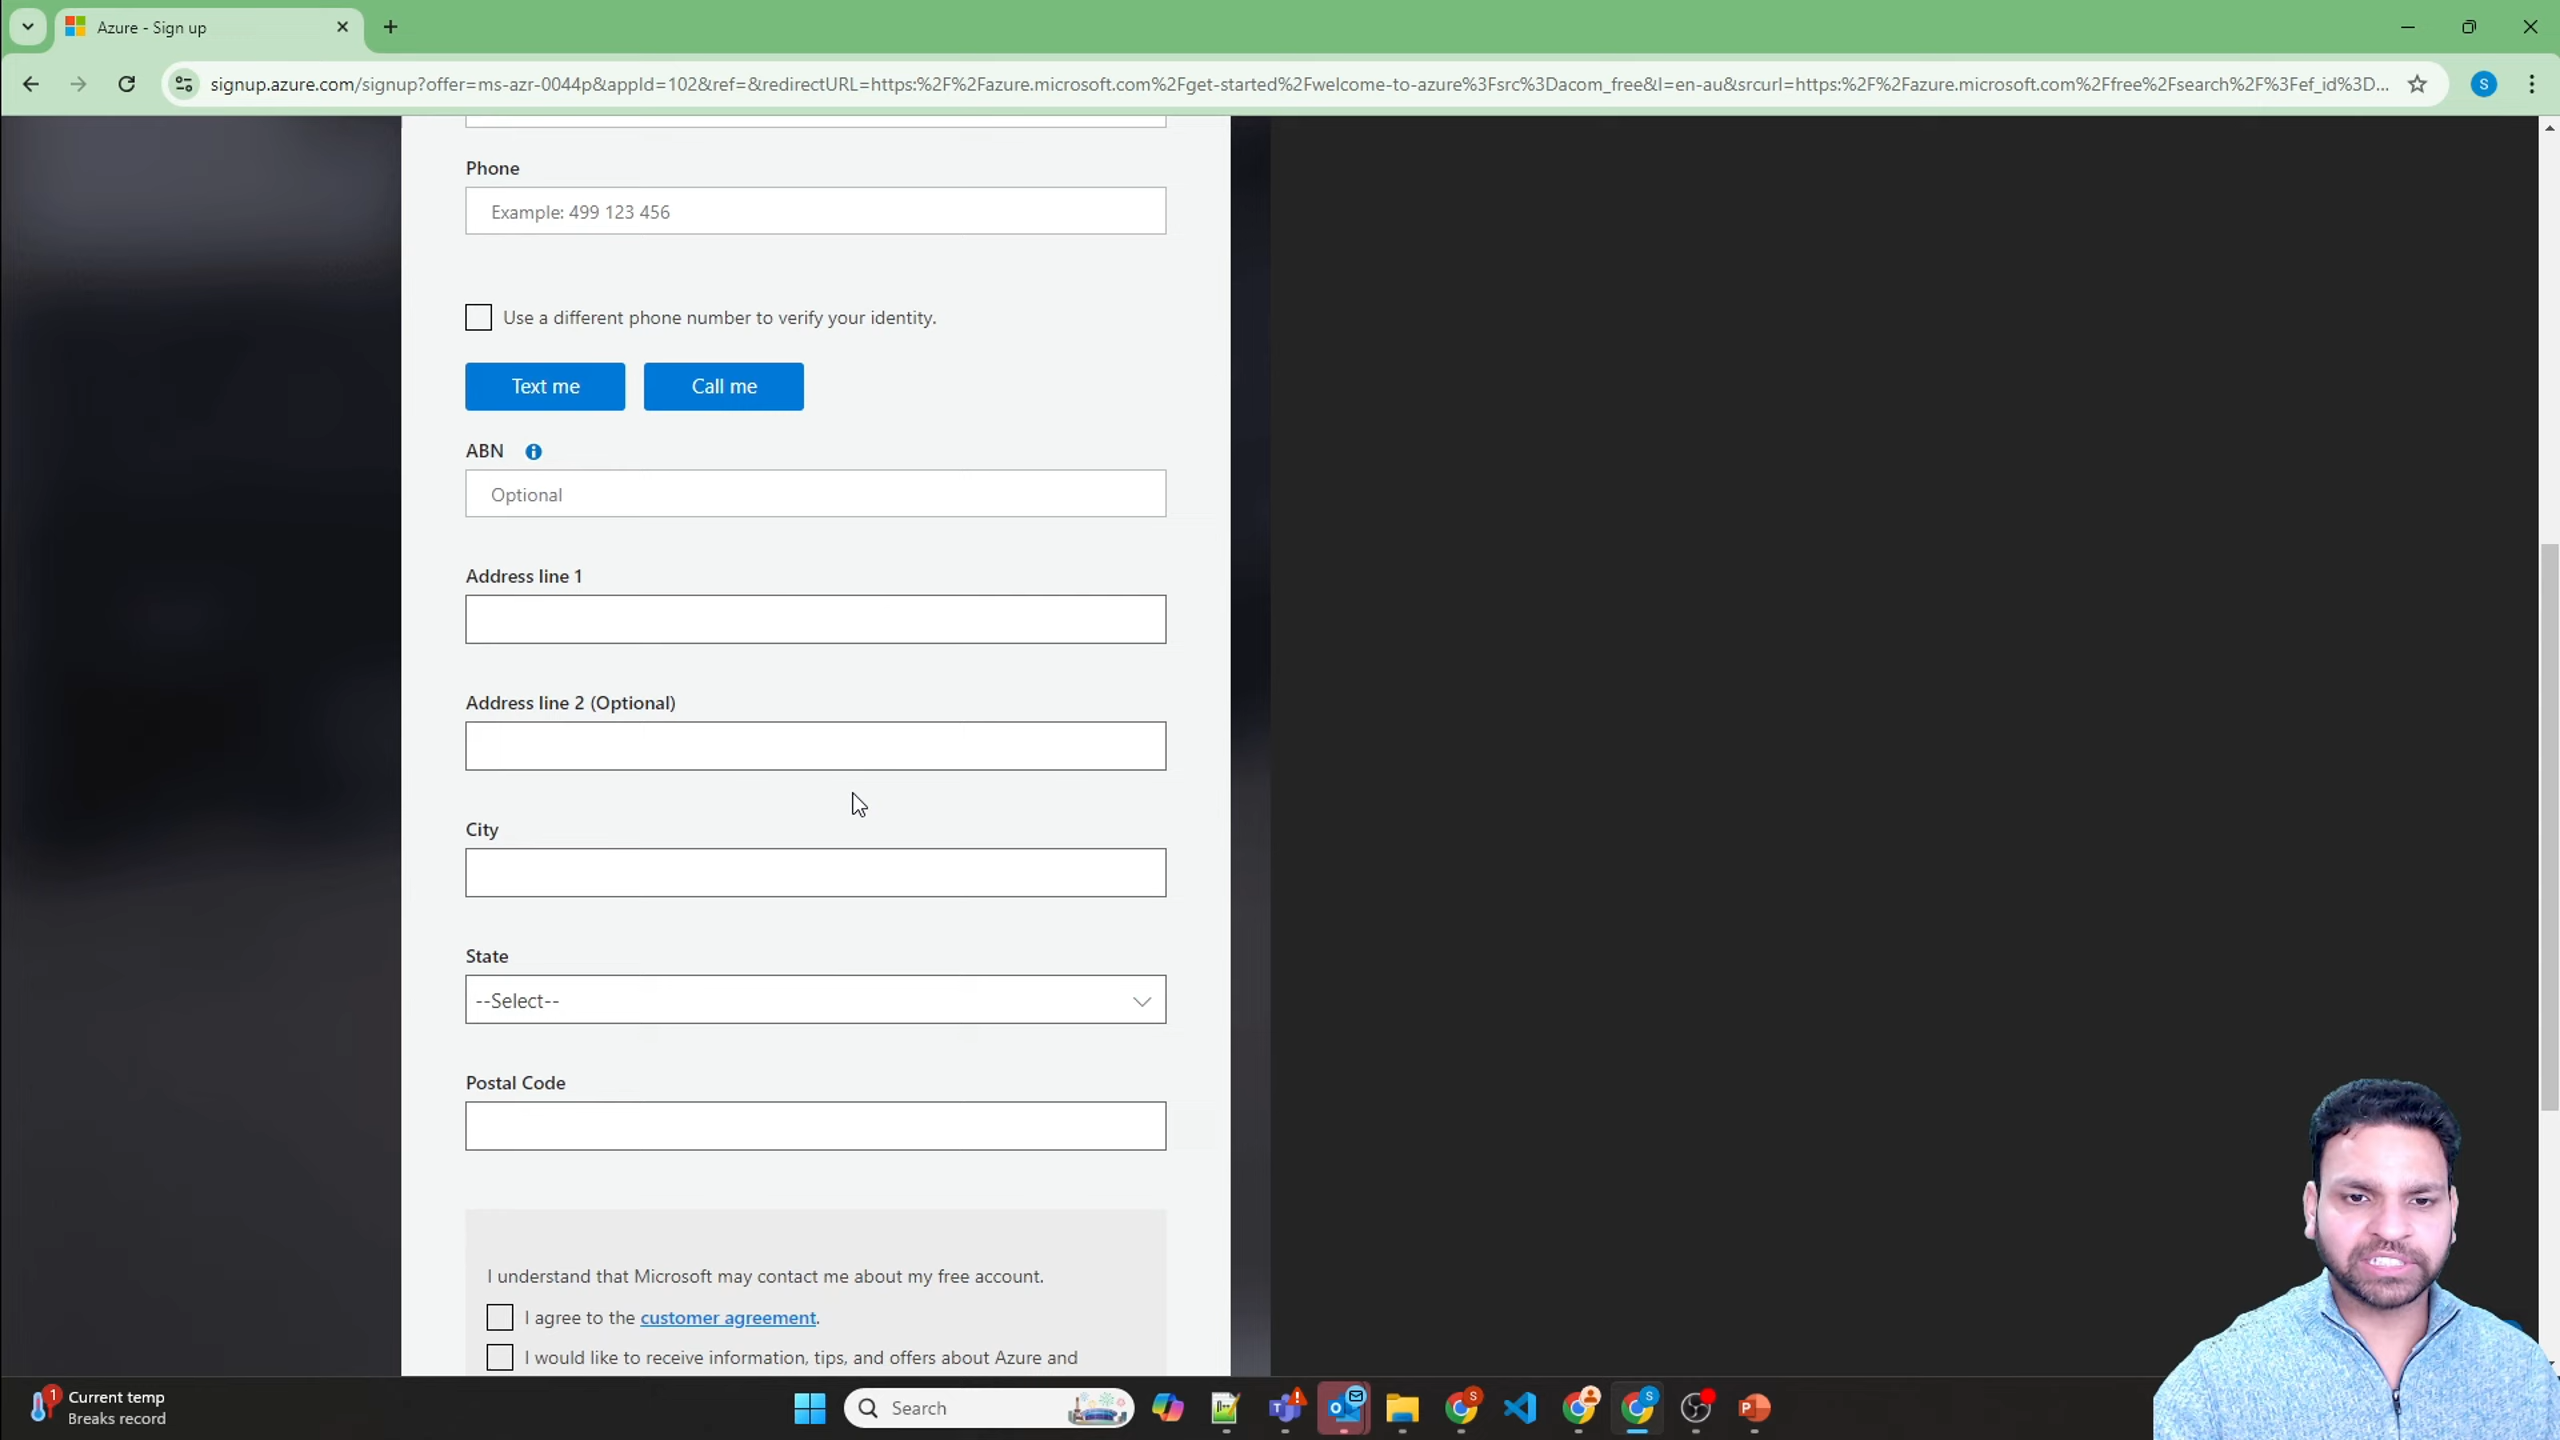 Azure - Sign up
signup.azure.com/signup?offer=ms-azr-0044p&appId=102&ref=&redirectURL=https:%2F%2Fazure.microsoft.com%2Fget-started%2Fwelcome-to-azure%3Fsrc%3Dacom_free&l=en-au&srcurl=https:%2F%2Fazure.microsoft.com%2Ffree%2Fsearch%2F%3Fef_id%3D...
S
Phone
Example: 499 123 456
Use a different phone number to verify your identity.
Text me
Call me
ABN
Optional
Address line 1
Address line 2 (Optional)
City
State
--Select--
Postal Code
I understand that Microsoft may contact me about my free account.
I agree to the customer agreement.
I would like to receive information, tips, and offers about Azure and
1
Current temp
Breaks record
Search